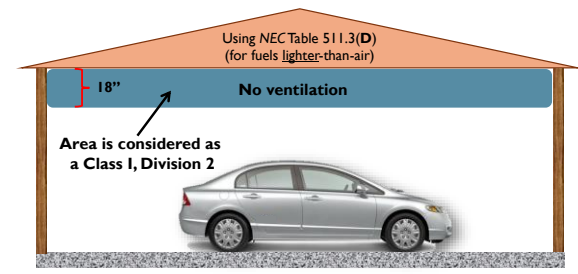 Using NEC Table 511.3(D)
(for fuels lighter-than-air)
18”
No ventilation
Area is considered as
a Class I, Division 2